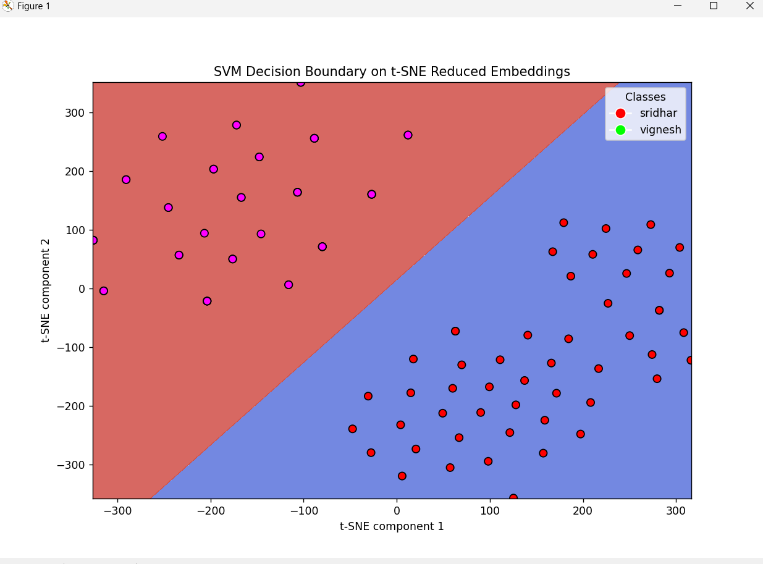 Figure 1
SVM Decision Boundary on t-SNE Reduced Embeddings
Classes
sridhar
vignesh
300
200
100
0
−100
−200
−300
t-SNE component 2
−300
−200
−100
0
100
200
300
t-SNE component 1